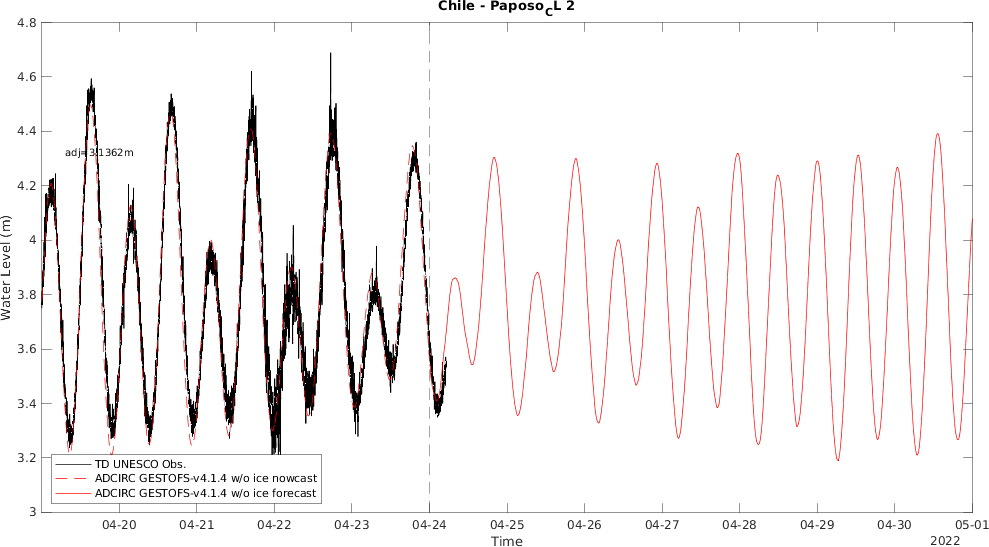 Chile - Paposo_CL 2
4.8
4.6
4.4
4.2
4
3.8
3.6
3.4
3.2
3
Water Level (m)
adj=3.1362m
TD UNESCO Obs.
ADCIRC GESTOFS-v4.1.4 w/o ice nowcast
ADCIRC GESTOFS-v4.1.4 w/o ice forecast
04-20 04-21 04-22 04-23 04-24 04-25 04-26 04-27 04-28 04-29 04-30 05-01
Time
2022